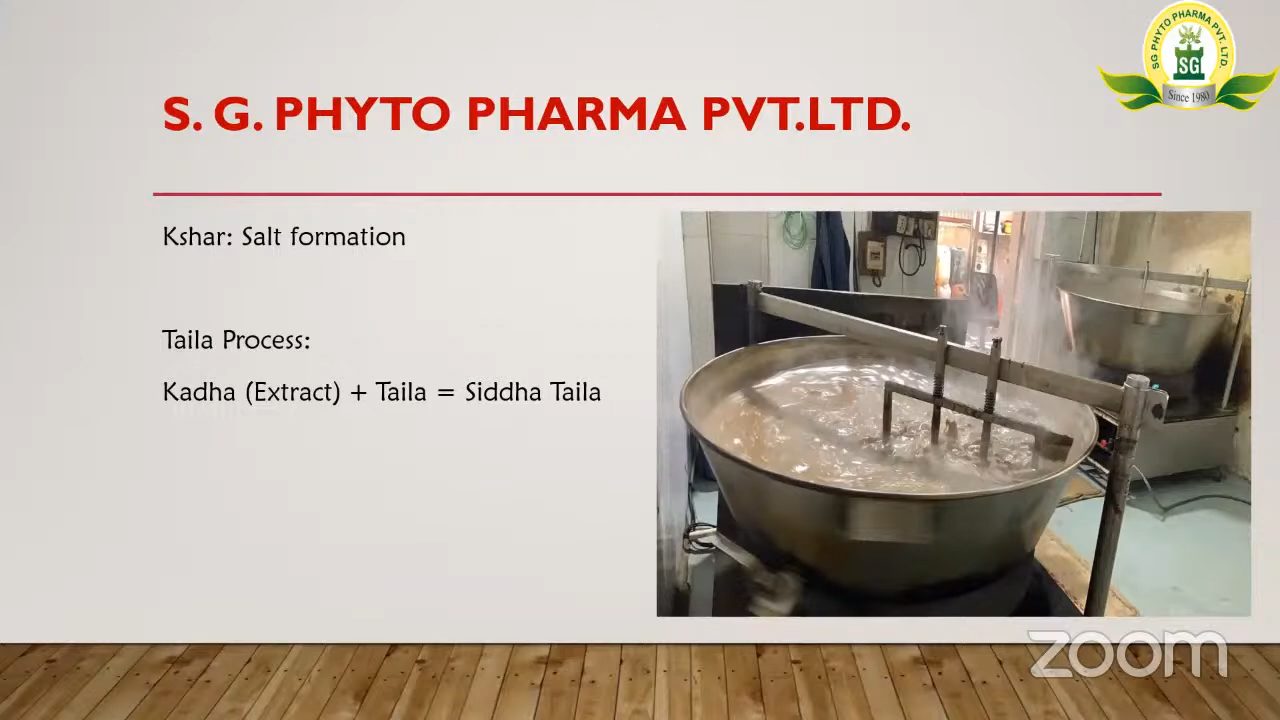 SG PHYTO PHARMA PVT. LTD.
SG
Since 1980
S. G. PHYTO PHARMA PVT.LTD.
Kshar: Salt formation
Taila Process:
Kadha (Extract) + Taila = Siddha Taila
zoom